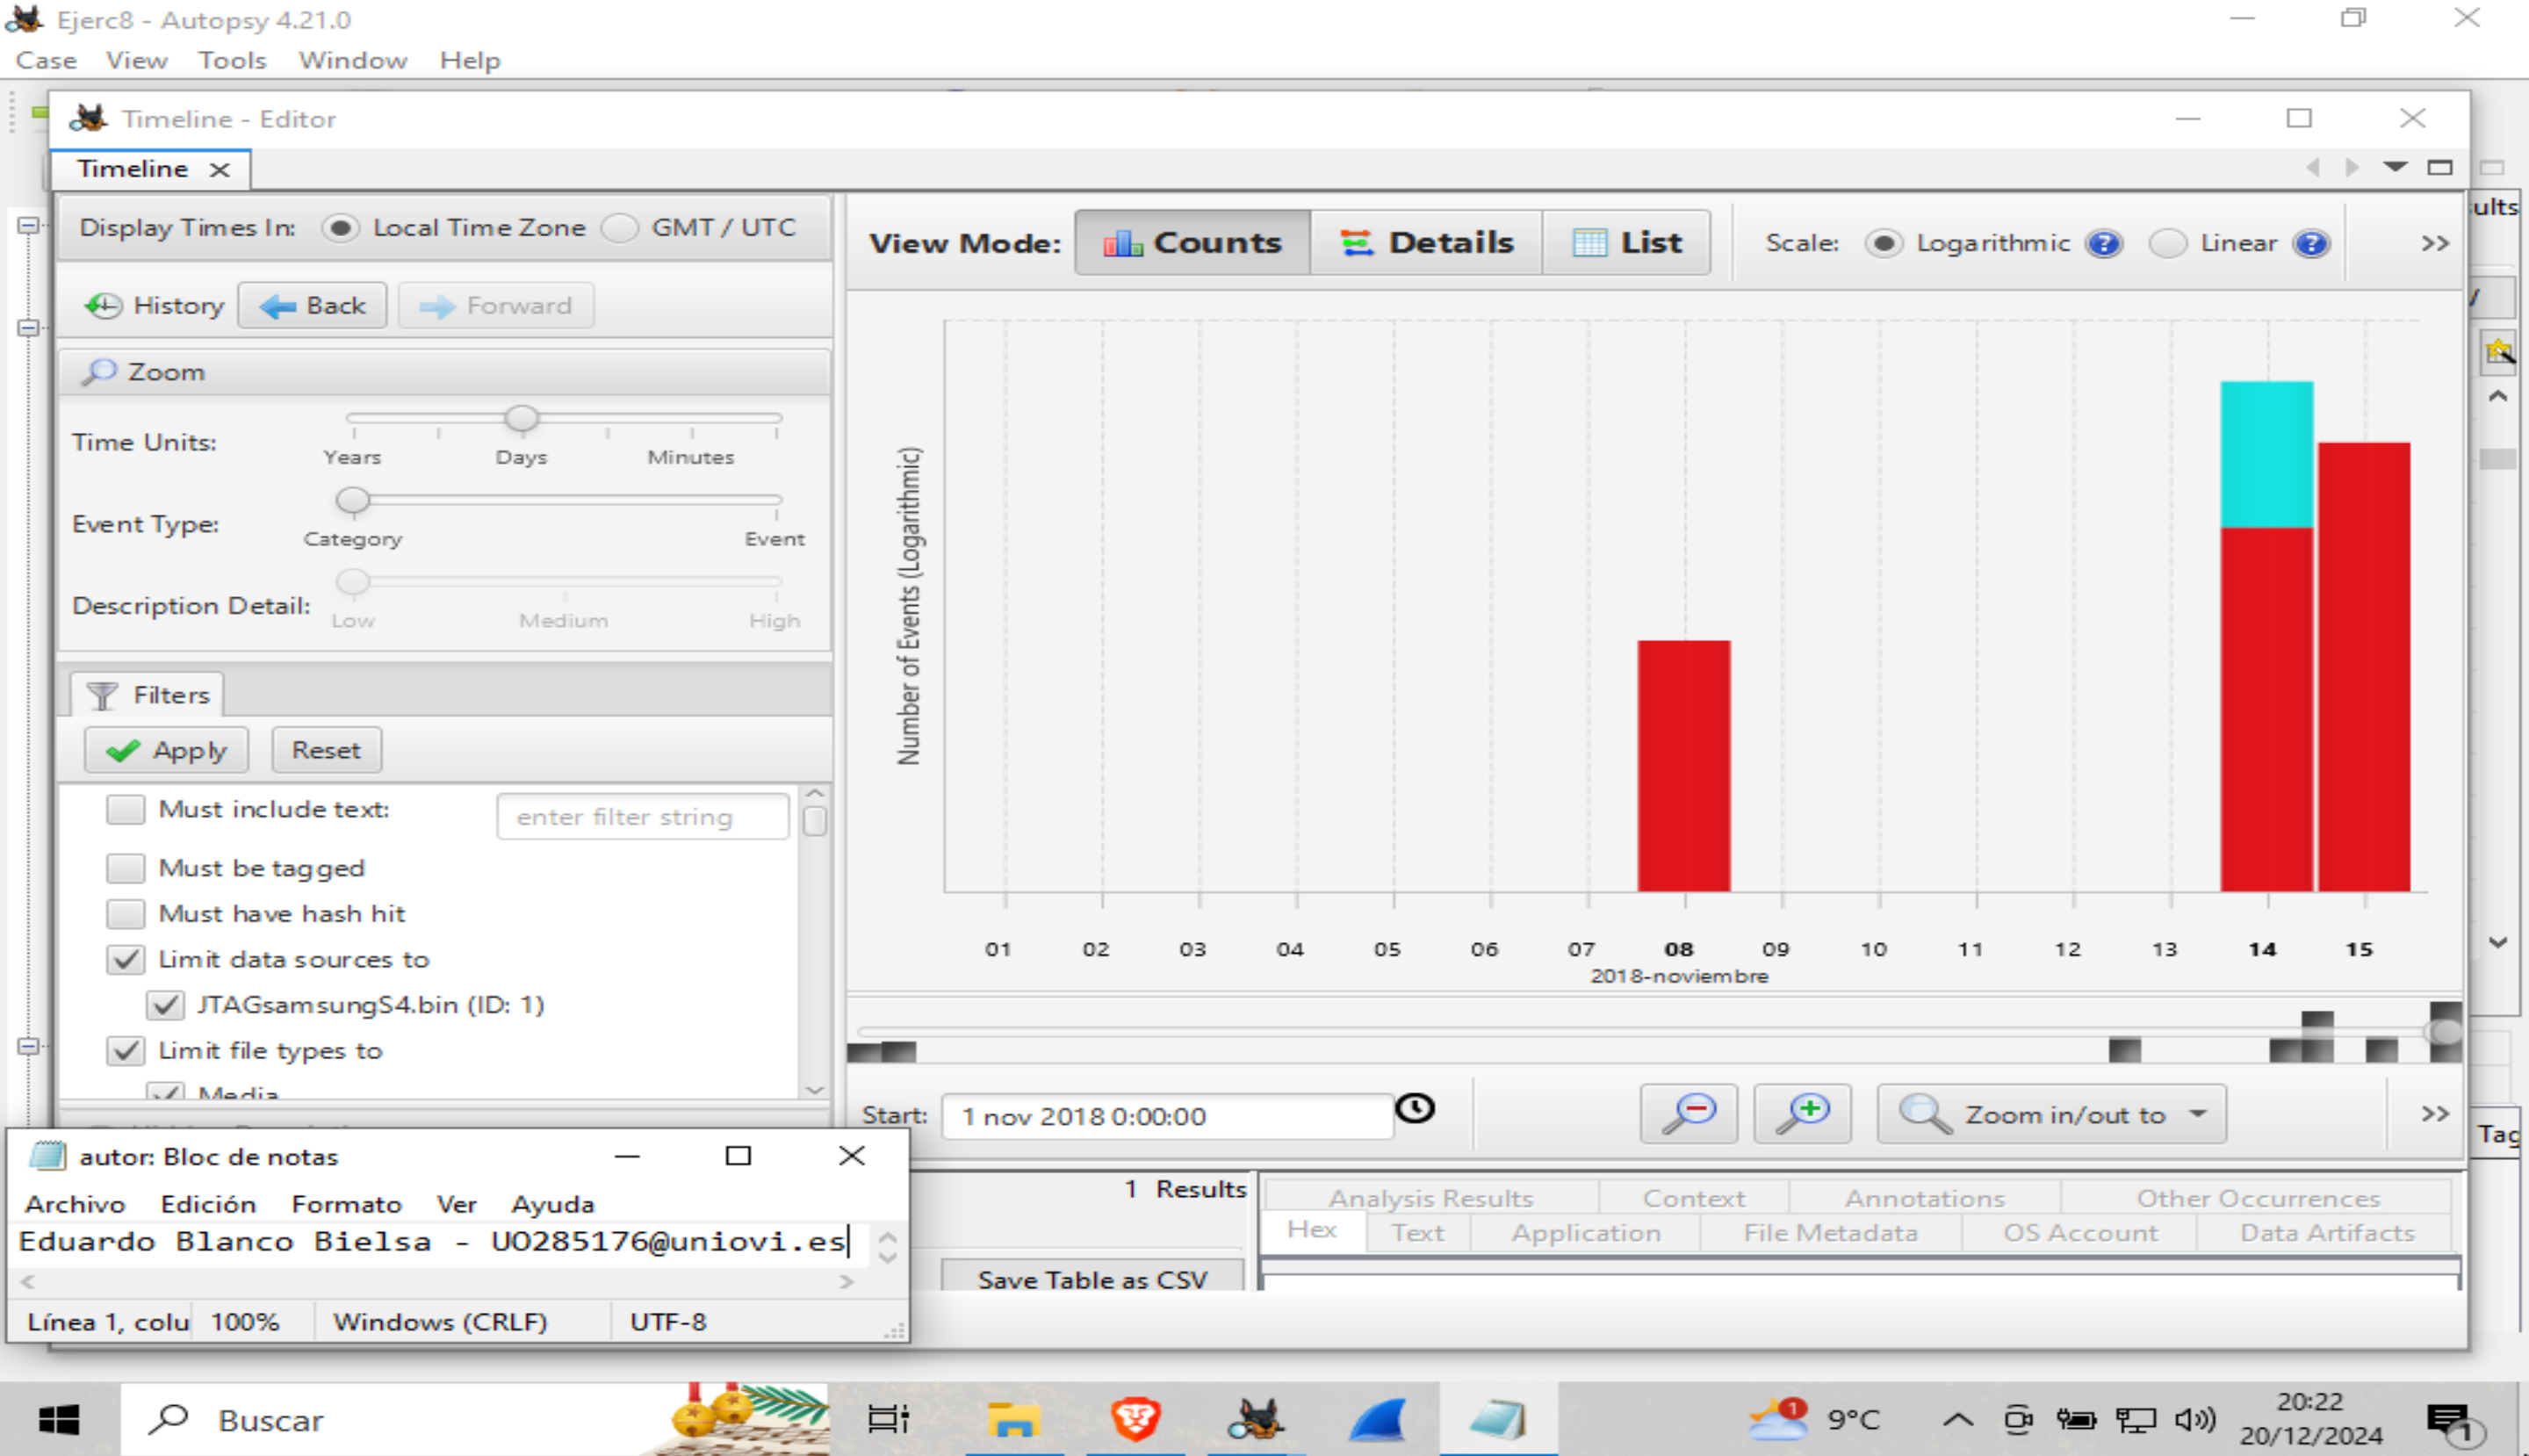 Ejerc8 - Autopsy 4.21.0
Case View Tools Window Help
Timeline - Editor
Timeline
Display Times In: Local Time Zone GMT / UTC
History Back Forward
Zoom
Time Units:
Years Days Minutes
Event Type:
Category Event
Description Detail:
Low Medium High
Filters
Apply Reset
Must include text: enter filter string
Must be tagged
Must have hash hit
Limit data sources to
JTAGsamsungS4.bin (ID: 1)
Limit file types to
Media
View Mode: Counts Details List Scale: Logarithmic Linear >>
ults
Number of Events (Logarithmic)
01 02 03 04 05 06 07 08 09 10 11 12 13 14 15
2018-noviembre
Start: 1 nov 2018 0:00:00 Zoom in/out to >>
Tag
1 Results
Analysis Results Context Annotations Other Occurrences
Hex Text Application File Metadata OS Account Data Artifacts
Save Table as CSV
autor: Bloc de notas
Archivo Edición Formato Ver Ayuda
Eduardo Blanco Bielsa - UO285176@uniovi.es
Línea 1, colu 100% Windows (CRLF) UTF-8
Buscar
1 9°C
20:22
20/12/2024
1